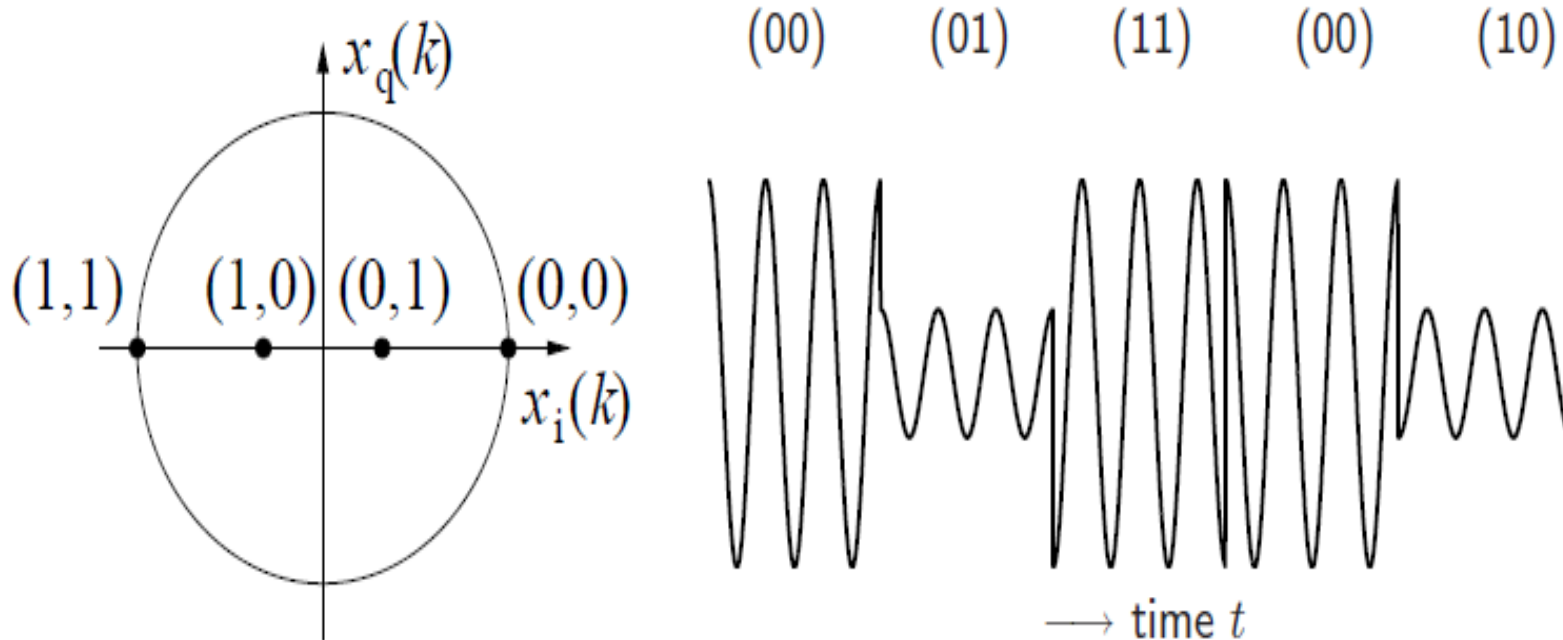 x_q(k)
(1,1) (1,0) (0,1) (0,0)
x_i(k)
(00) (01) (11) (00) (10)
⟶ time t